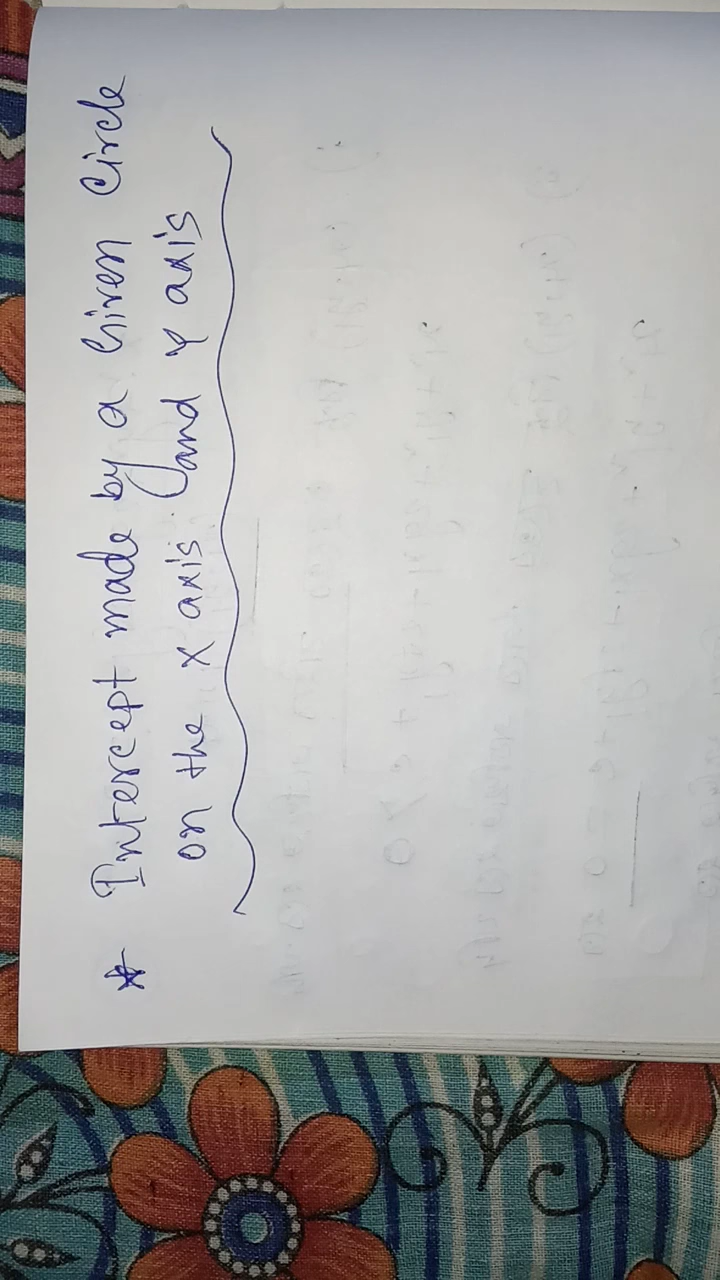 * Intercept made by a Given Circle
on the x axis and y axis